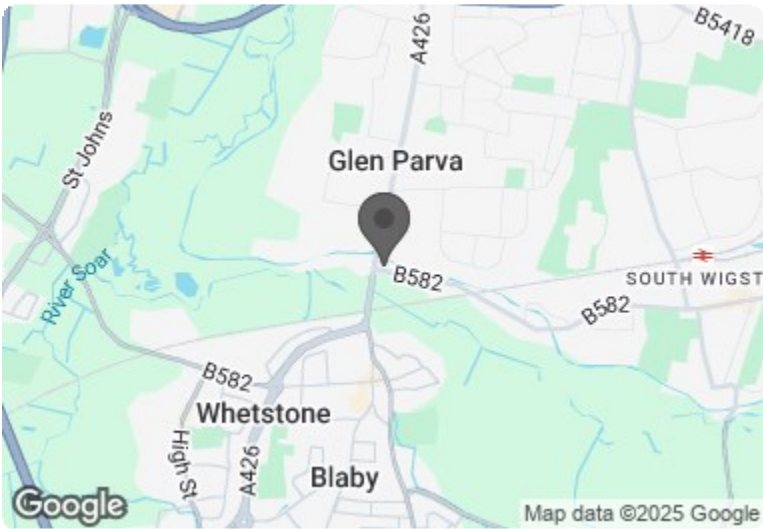 B5418
A426
St Johns
Glen Parva
River Soar
B582
SOUTH WIGST
B582
B582
Whetstone
High St
A426
Blaby
Google
Map data ©2025 Google